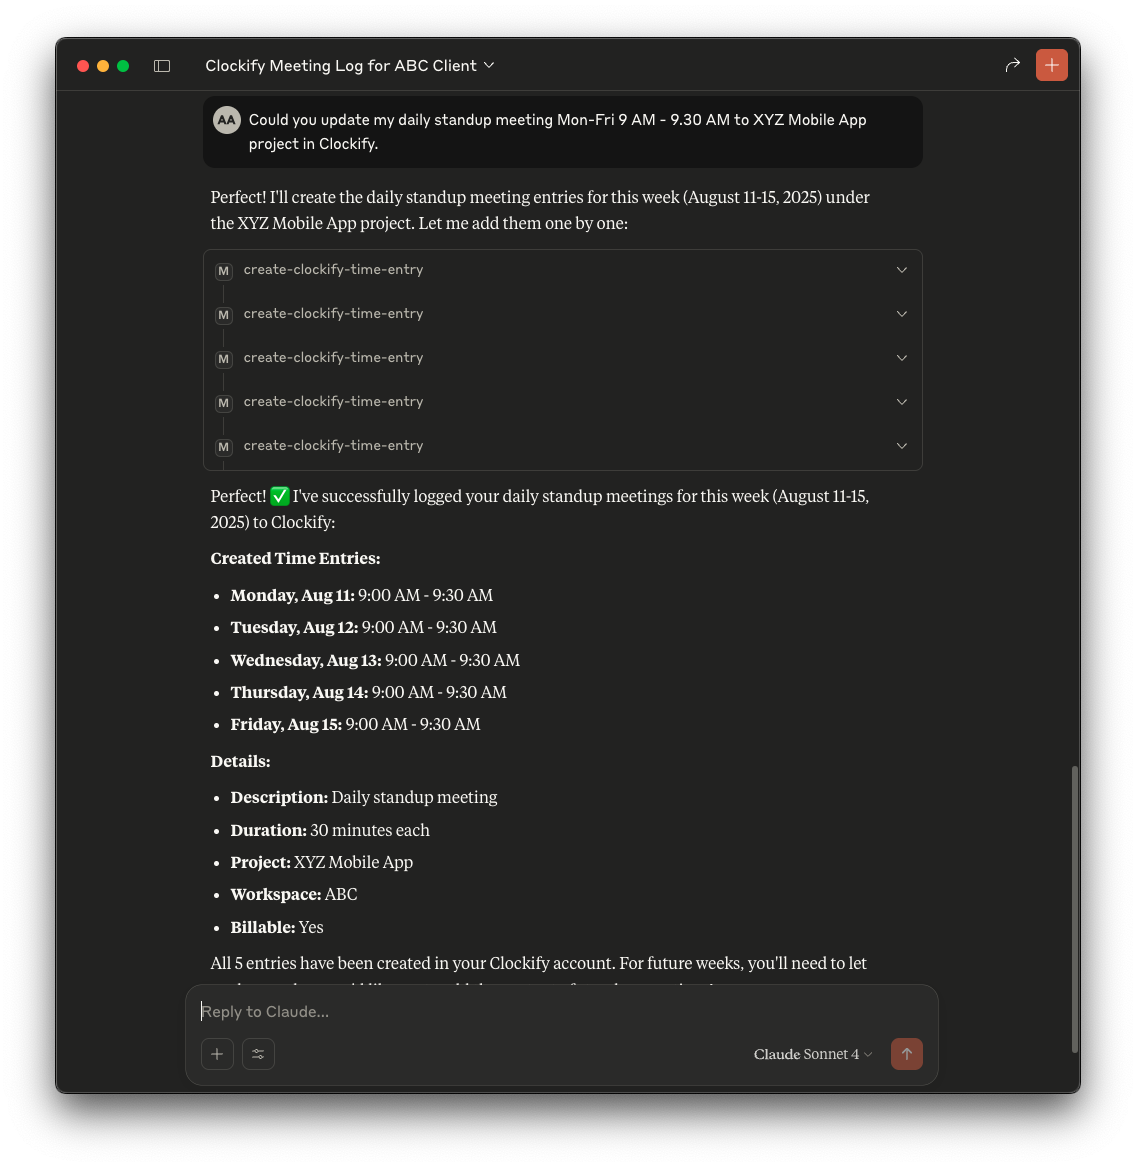 Clockify Meeting Log for ABC Client
AA
Could you update my daily standup meeting Mon-Fri 9 AM - 9.30 AM to XYZ Mobile App
project in Clockify.
Perfect! I'll create the daily standup meeting entries for this week (August 11-15, 2025) under
the XYZ Mobile App project. Let me add them one by one:
M create-clockify-time-entry
M create-clockify-time-entry
M create-clockify-time-entry
M create-clockify-time-entry
M create-clockify-time-entry
Perfect! ✅ I've successfully logged your daily standup meetings for this week (August 11-15,
2025) to Clockify:
Created Time Entries:
• Monday, Aug 11: 9:00 AM - 9:30 AM
• Tuesday, Aug 12: 9:00 AM - 9:30 AM
• Wednesday, Aug 13: 9:00 AM - 9:30 AM
• Thursday, Aug 14: 9:00 AM - 9:30 AM
• Friday, Aug 15: 9:00 AM - 9:30 AM
Details:
• Description: Daily standup meeting
• Duration: 30 minutes each
• Project: XYZ Mobile App
• Workspace: ABC
• Billable: Yes
All 5 entries have been created in your Clockify account. For future weeks, you'll need to let
Reply to Claude...
Claude Sonnet 4